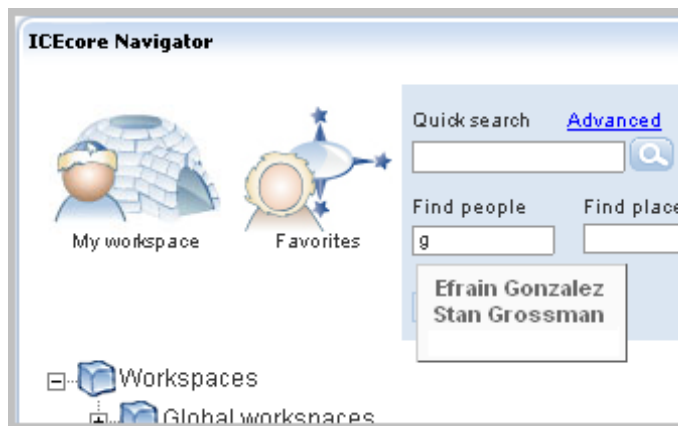 ICEcore Navigator
Quick search Advanced
Find people Find place
My workspace Favorites
g
Efrain Gonzalez
Stan Grossman
Workspaces
Global workspaces